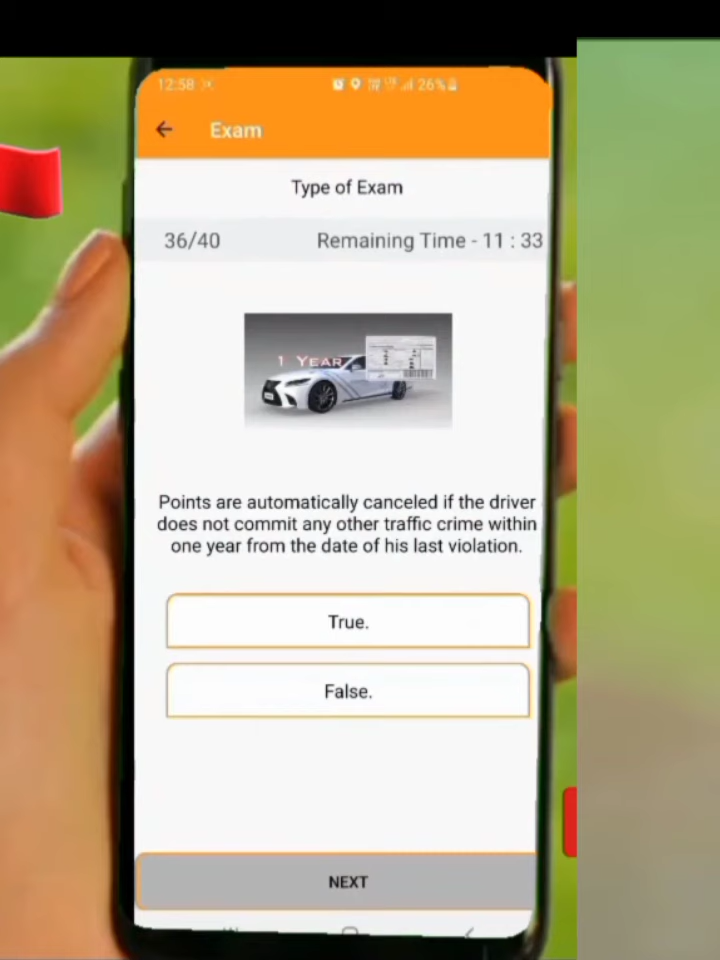 12:58
26%
Exam
Type of Exam
36/40 Remaining Time - 11 : 33
1 YEAR
Points are automatically canceled if the driver
does not commit any other traffic crime within
one year from the date of his last violation.
True.
False.
NEXT